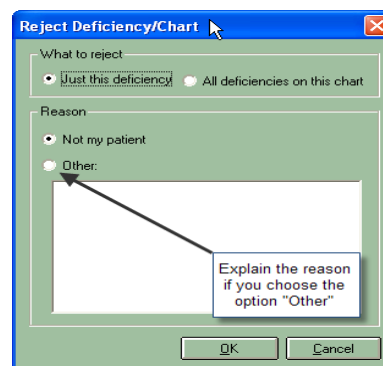 Reject Deficiency/Chart
What to reject
Just this deficiency All deficiencies on this chart
Reason
Not my patient
Other:
Explain the reason
if you choose the
option "Other"
OK Cancel